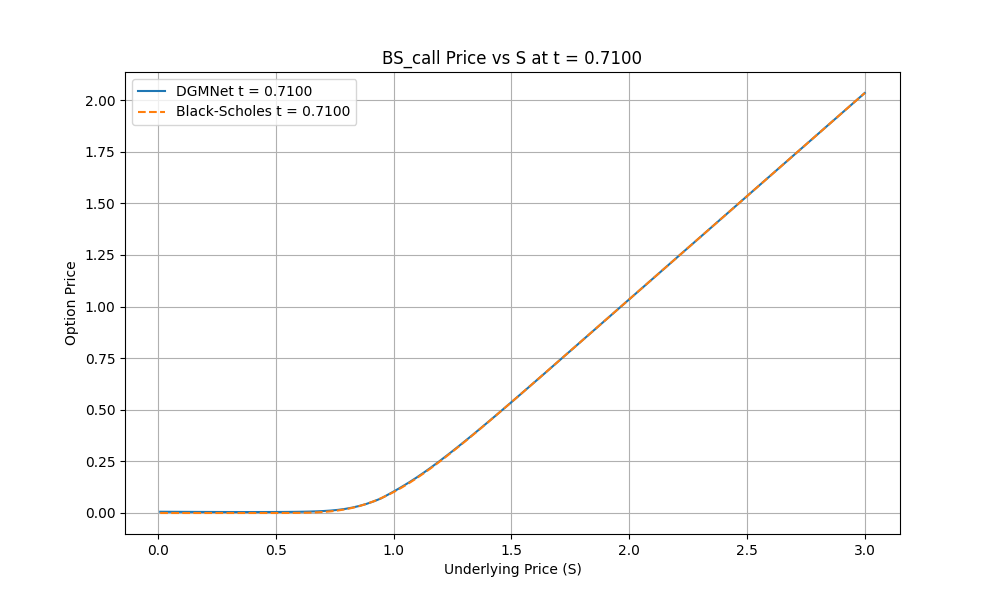 BS_call Price vs S at t = 0.7100
DGMNet t = 0.7100
Black-Scholes t = 0.7100
2.00
1.75
1.50
1.25
1.00
0.75
0.50
0.25
0.00
Option Price
0.0 0.5 1.0 1.5 2.0 2.5 3.0
Underlying Price (S)